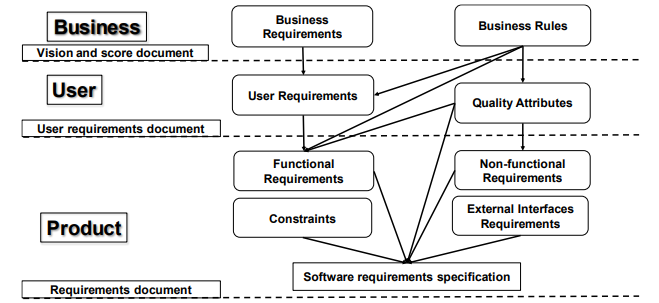 Business
Business
Requirements
Business Rules
Vision and score document
User
User Requirements
Quality Attributes
User requirements document
Functional
Requirements
Non-functional
Requirements
Product
Constraints
External Interfaces
Requirements
Software requirements specification
Requirements document